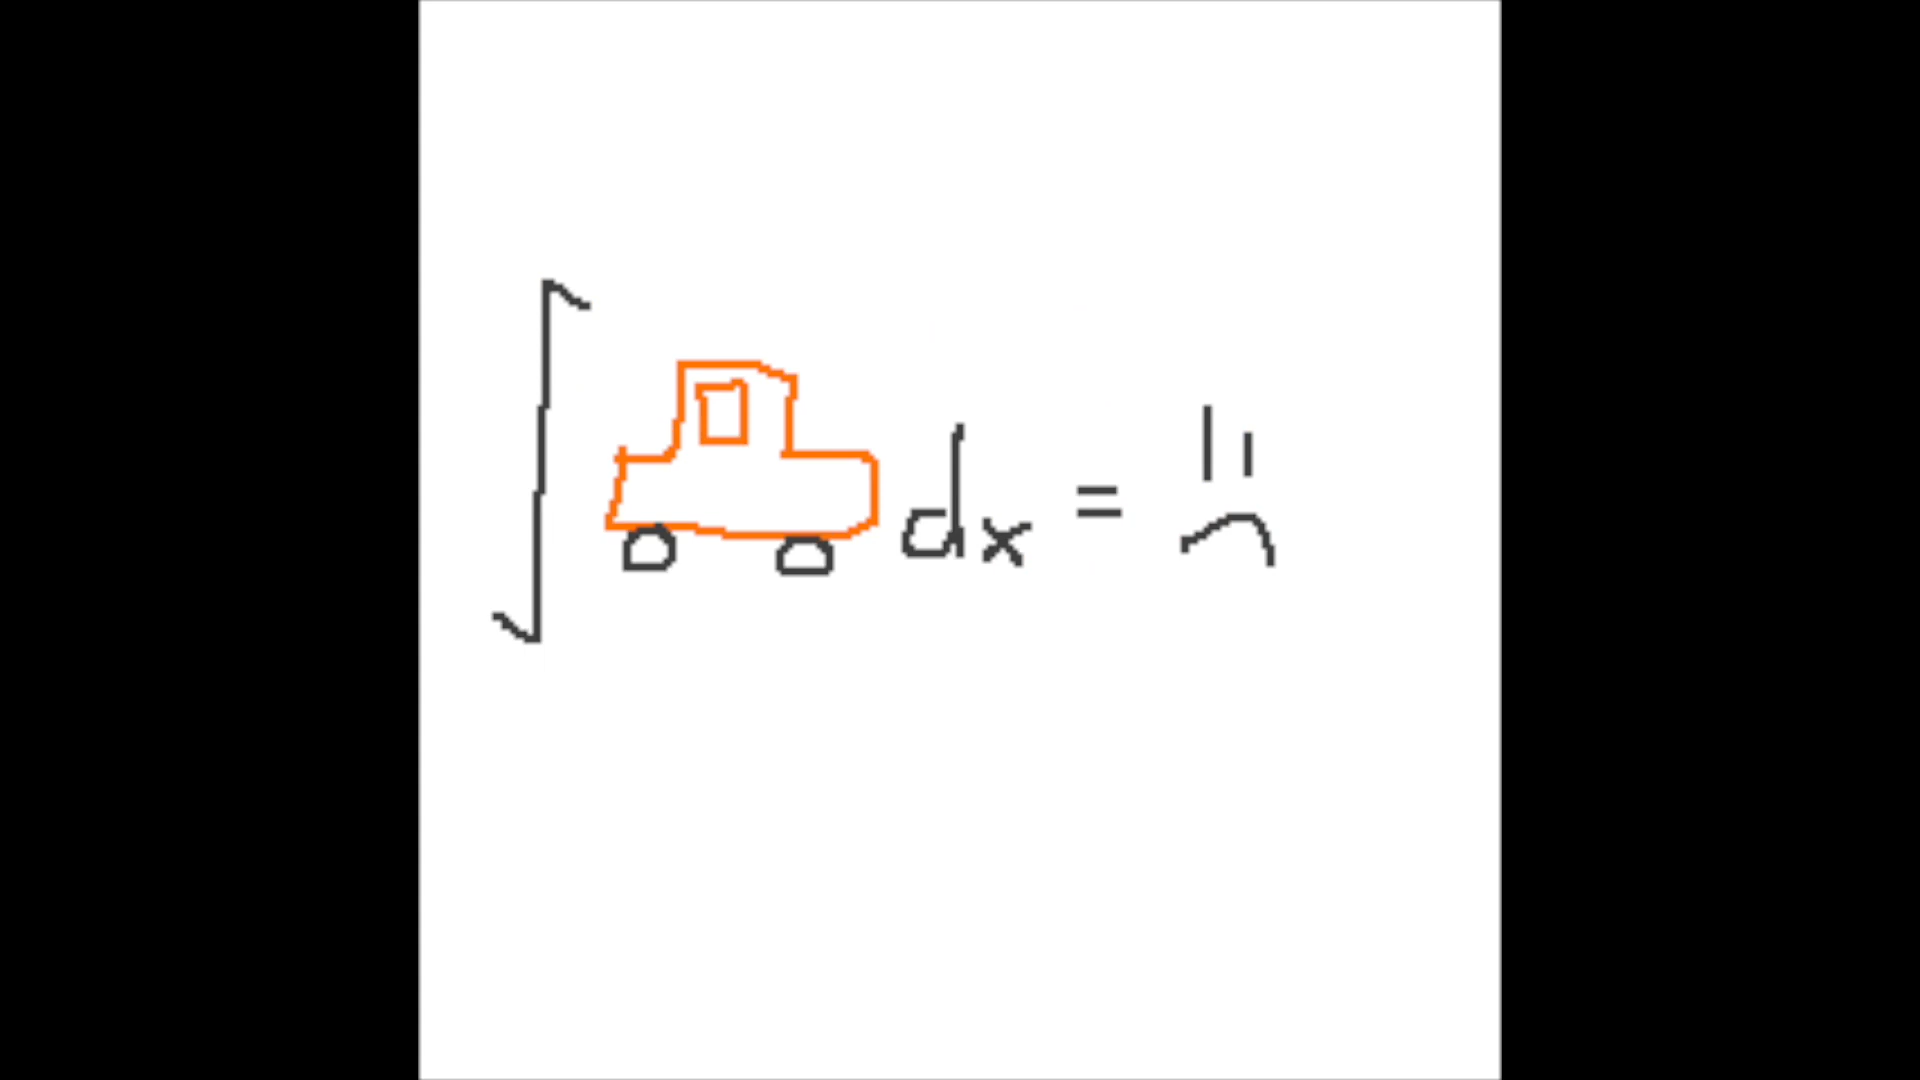 ∫ dx =